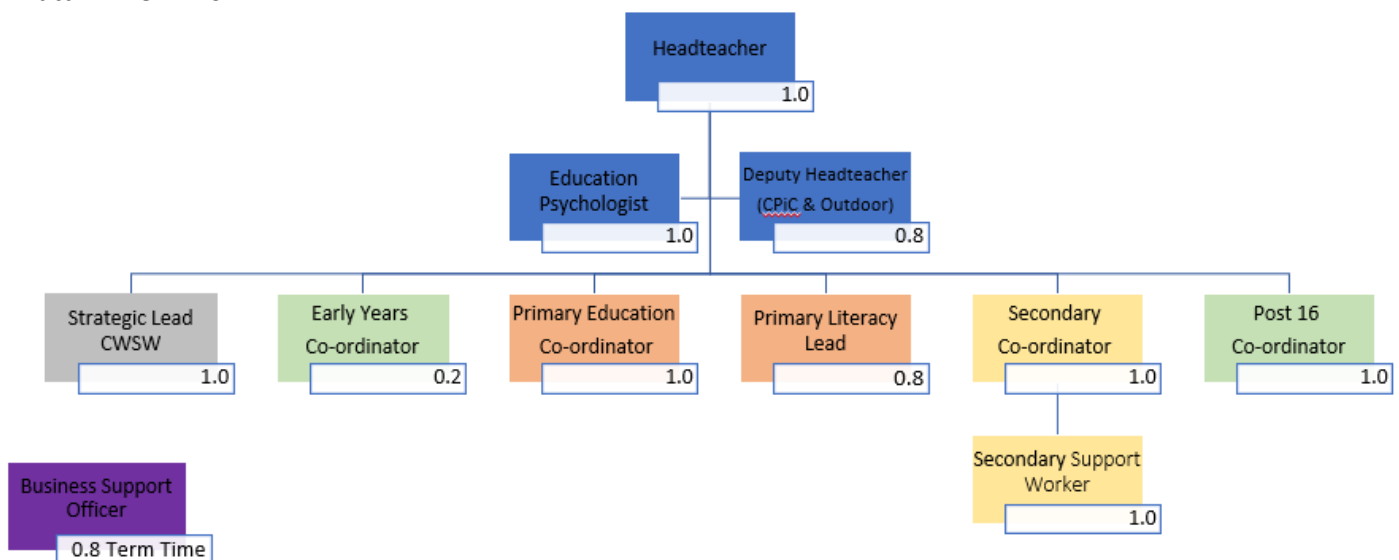 Headteacher
1.0
Education
Psychologist
1.0
Deputy Headteacher
(CPiC & Outdoor)
0.8
Strategic Lead
CWSW
1.0
Early Years
Co-ordinator
0.2
Primary Education
Co-ordinator
1.0
Primary Literacy
Lead
0.8
Secondary
Co-ordinator
1.0
Post 16
Co-ordinator
1.0
Secondary Support
Worker
1.0
Business Support
Officer
0.8 Term Time